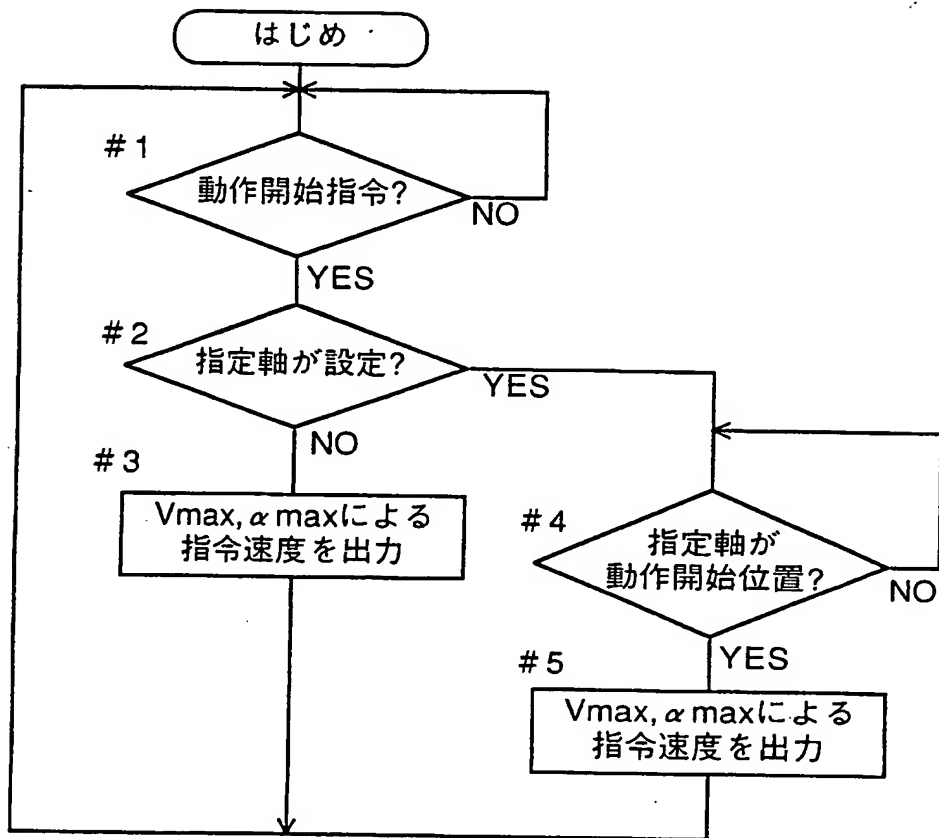 はじめ
#1
動作開始指令?
NO
YES
#2
指定軸が設定?
YES
NO
#3
Vmax,αmaxによる
指令速度を出力
#4
指定軸が
動作開始位置?
NO
YES
#5
Vmax,αmaxによる
指令速度を出力